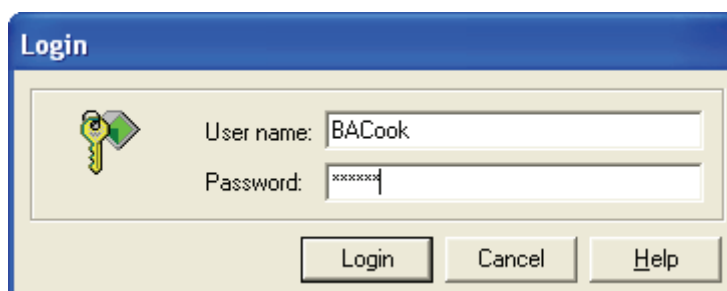 Login
User name: BACook
Password: ******
Login Cancel Help